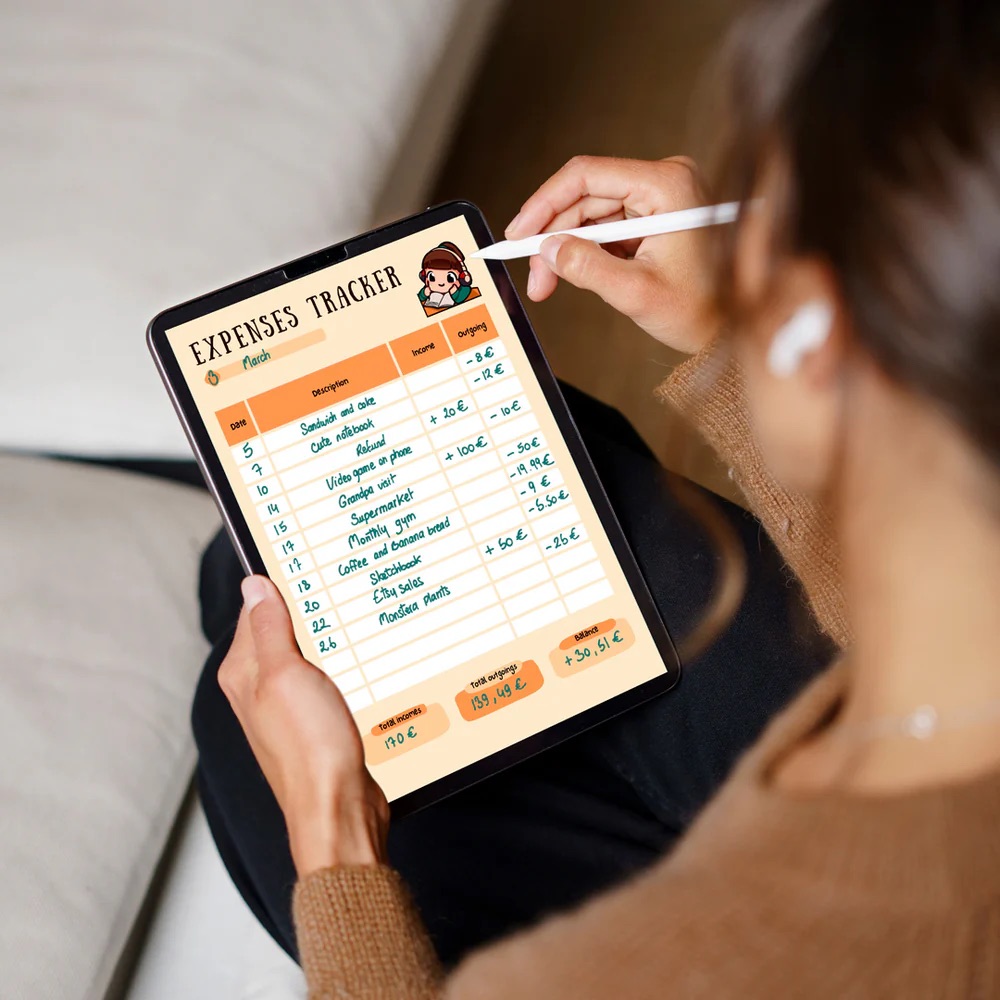 EXPENSES TRACKER
March
Date Description Income Outgoing
5 Sandwich and coke - 8 €
7 Cute notebook - 12 €
10 Refund + 20 €
14 Video game on phone - 10 €
15 Grandpa visit + 100 €
17 Supermarket - 50 €
17 Monthly gym - 19.99 €
18 Coffee and Banana bread - 9 €
20 Sketchbook - 6.50 €
22 Etsy sales + 50 €
26 Monstera plants - 26 €
Total incomes Total outgoings Balance
170 € 139,49 € + 30,51 €